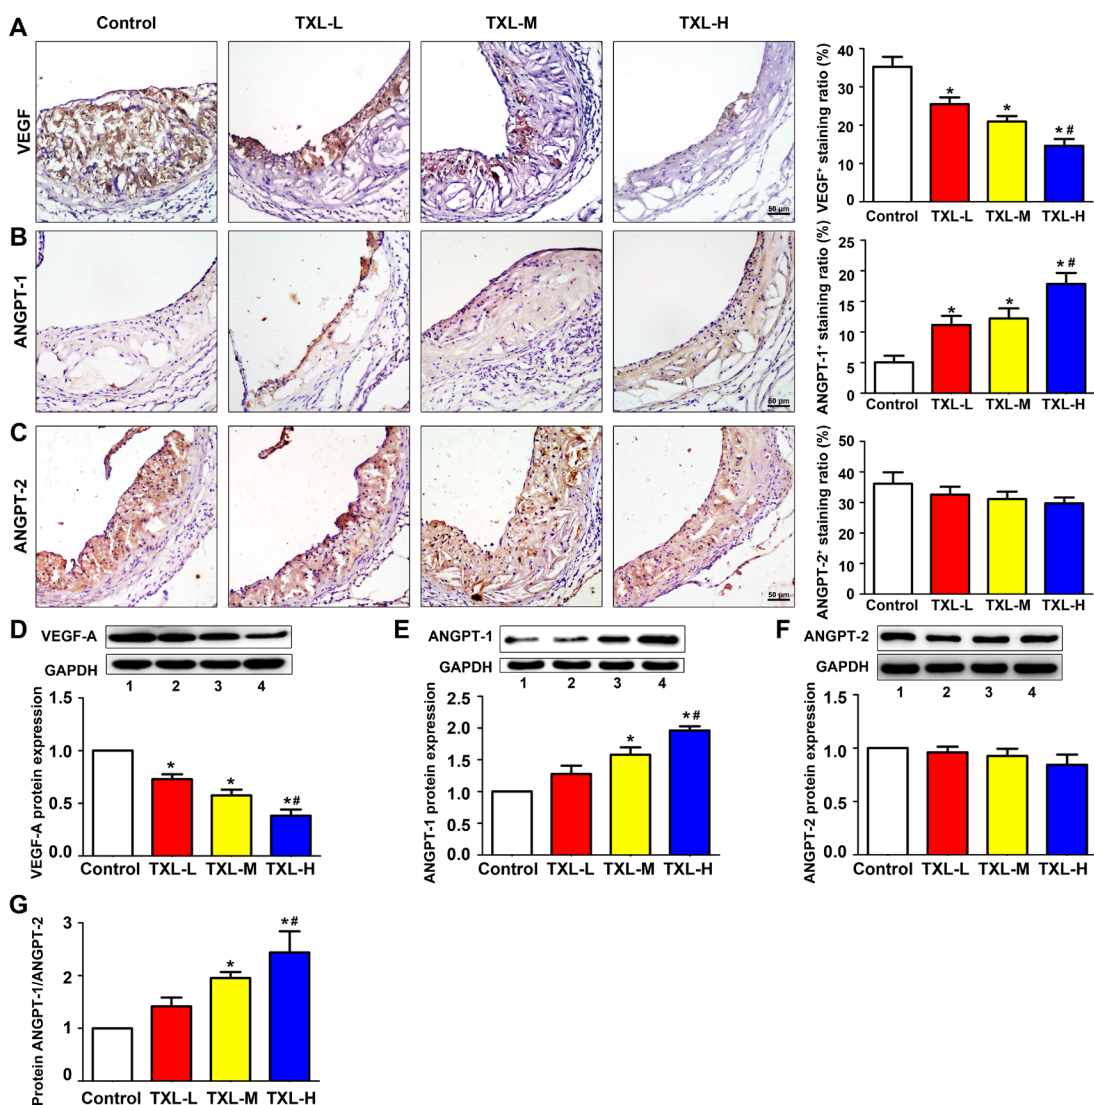 A
Control
TXL-L
TXL-M
TXL-H
VEGF
50 µm
VEGF⁺ staining ratio (%)
40
30
20
10
0
Control TXL-L TXL-M TXL-H
*
*
* #
B
ANGPT-1
50 µm
ANGPT-1⁺ staining ratio (%)
25
20
15
10
5
0
Control TXL-L TXL-M TXL-H
*
*
* #
C
ANGPT-2
50 µm
ANGPT-2⁺ staining ratio (%)
50
40
30
20
10
0
Control TXL-L TXL-M TXL-H
D
VEGF-A
GAPDH
1 2 3 4
VEGF-A protein expression
1.5
1.0
0.5
0.0
*
*
*#
Control TXL-L TXL-M TXL-H
E
ANGPT-1
GAPDH
1 2 3 4
ANGPT-1 protein expression
2.5
2.0
1.5
1.0
0.5
0.0
*
*#
Control TXL-L TXL-M TXL-H
F
ANGPT-2
GAPDH
1 2 3 4
ANGPT-2 protein expression
1.5
1.0
0.5
0.0
Control TXL-L TXL-M TXL-H
G
Protein ANGPT-1/ANGPT-2
3
2
1
0
*
*#
Control TXL-L TXL-M TXL-H